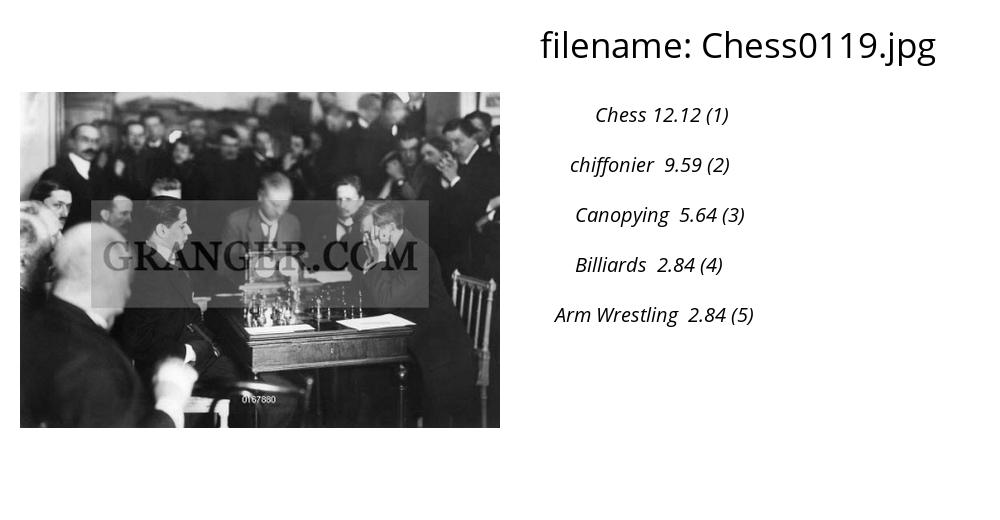 filename: Chess0119.jpg
Chess 12.12 (1)
chiffonier 9.59 (2)
Canopying 5.64 (3)
GRANGER.COM
Billiards 2.84 (4)
Arm Wrestling 2.84 (5)
0167880